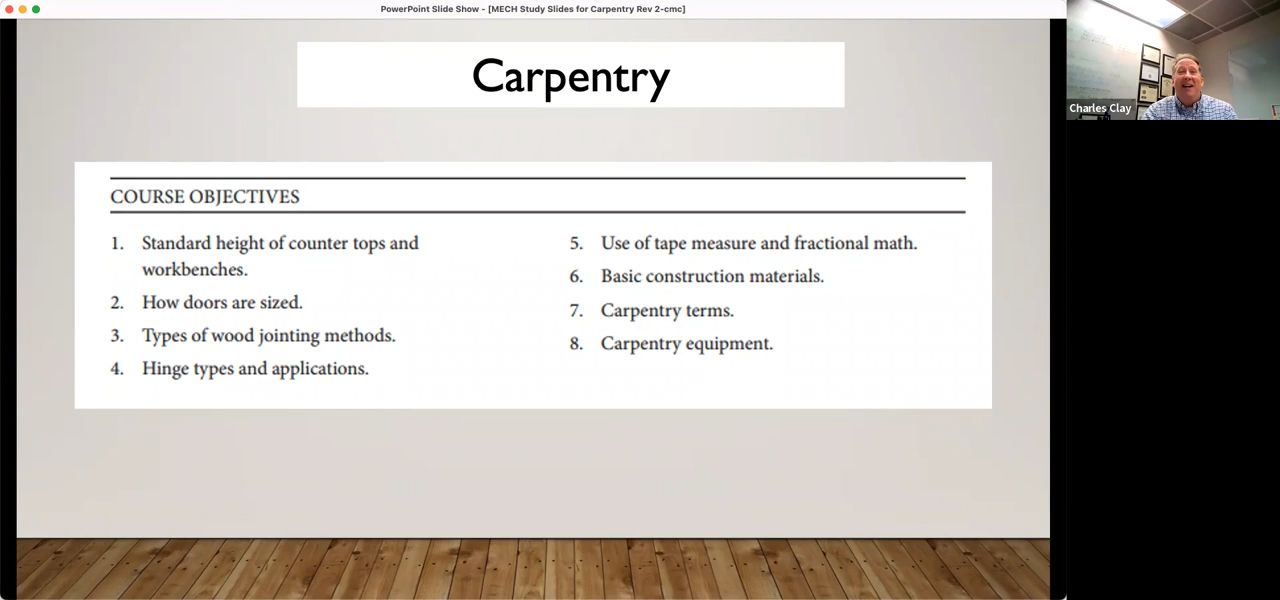 PowerPoint Slide Show - [MECH Study Slides for Carpentry Rev 2-cmc]
Carpentry
Charles Clay
COURSE OBJECTIVES
1. Standard height of counter tops and
workbenches.
2. How doors are sized.
3. Types of wood jointing methods.
4. Hinge types and applications.
5. Use of tape measure and fractional math.
6. Basic construction materials.
7. Carpentry terms.
8. Carpentry equipment.